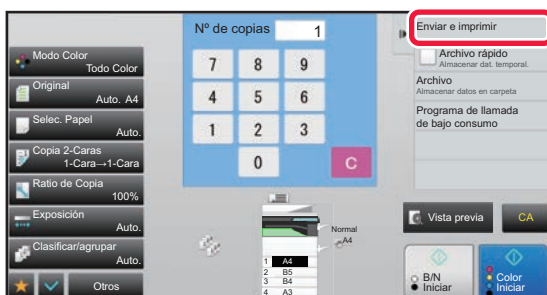 Modo Color
Todo Color
Original
Auto. A4
Selec. Papel
Auto.
Copia 2-Caras
1-Cara→1-Cara
Ratio de Copia
100%
Exposición
Auto.
Clasificar/agrupar
Auto.
Otros
Nº de copias 1
7 8 9
4 5 6
1 2 3
0 C
Normal
A4
1 A4
2 B5
3 B4
4 A3
Enviar e imprimir
Archivo rápido
Almacenar dat. temporal.
Archivo
Almacenar datos en carpeta
Programa de llamada
de bajo consumo
Vista previa
CA
B/N
Iniciar
Color
Iniciar